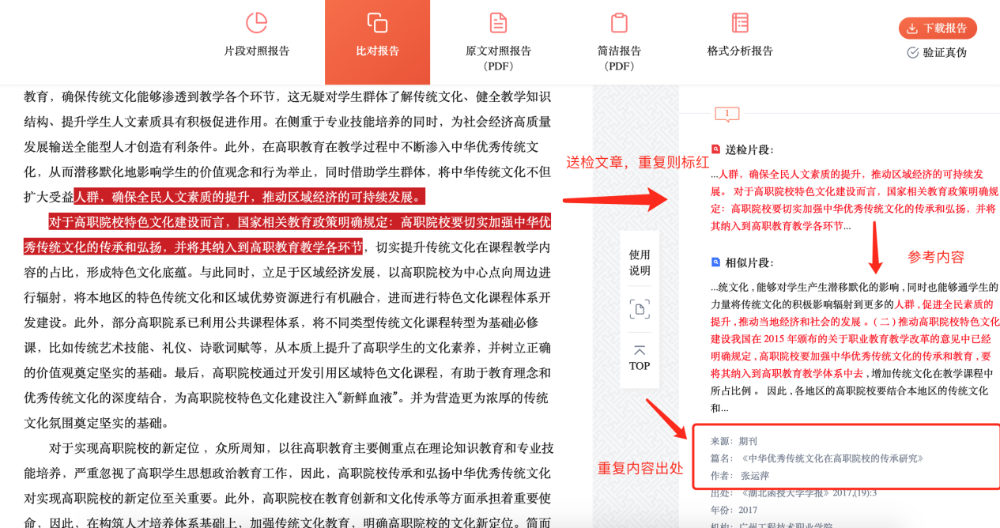 片段对照报告
比对报告
原文对照报告
（PDF）
简洁报告
（PDF）
格式分析报告
下载报告
验证真伪
教育，确保传统文化能够渗透到教学各个环节，这无疑对学生群体了解传统文化、健全教学知识
结构、提升学生人文素质具有积极促进作用。在侧重于专业技能培养的同时，为社会经济高质量
发展输送全能型人才创造有利条件。此外，在高职教育在教学过程中不断渗入中华优秀传统文
化，从而潜移默化地影响学生的价值观念和行为举止，同时借助学生群体，将中华传统文化不但
扩大受益人群，确保全民人文素质的提升，推动区域经济的可持续发展。
对于高职院校特色文化建设而言，国家相关教育政策明确规定：高职院校要切实加强中华优
秀传统文化的传承和弘扬，并将其纳入到高职教育教学各环节，切实提升传统文化在课程教学内
容的占比，形成特色文化底蕴。与此同时，立足于区域经济发展，以高职院校为中心点向周边进
行辐射，将本地区的特色传统文化和区域优势资源进行有机融合，进而进行特色文化课程体系开
发建设。此外，部分高职院系已利用公共课程体系，将不同类型传统文化课程转型为基础必修
课，比如传统艺术技能、礼仪、诗歌词赋等，从本质上提升了高职学生的文化素养，并树立正确
的价值观奠定坚实的基础。最后，高职院校通过开发引用区域特色文化课程，有助于教育理念和
优秀传统文化的深度结合，为高职院校特色文化建设注入“新鲜血液”。并为营造更为浓厚的传统
文化氛围奠定坚实的基础。
对于实现高职院校的新定位 ，众所周知，以往高职教育主要侧重点在理论知识教育和专业技
能培养，严重忽视了高职学生思想政治教育工作，因此，高职院校传承和弘扬中华优秀传统文化
对实现高职院校的新定位至关重要。此外，高职院校在教育创新和文化传承等方面承担着重要使
命，因此，在构筑人才培养体系基础上，加强传统文化教育，明确高职院校的文化新定位。简而
送检文章，重复则标红
使用
说明
TOP
重复内容出处
1
送检片段：
...人群，确保全民人文素质的提升，推动区域经济的可持续发
展。 对于高职院校特色文化建设而言，国家相关教育政策明确规
定：高职院校要切实加强中华优秀传统文化的传承和弘扬，并将
其纳入到高职教育教学各环节...
参考内容
相似片段：
...统文化 , 能够对学生产生潜移默化的影响 , 同时也能够通学生的
力量将传统文化的积极影响辐射到更多的人群 , 促进全民素质的
提升 , 推动当地经济和社会的发展 。( 二 ) 推动高职院校特色文化
建设我国在 2015 年颁布的关于职业教育教学改革的意见中已经
明确规定 , 高职院校要加强中华优秀传统文化的传承和教育 , 要
将其纳入到高职教育教学体系中去 , 增加传统文化在教学课程中
所占比例 。 因此 , 各地区的高职院校要结合本地区的传统文化
和...
来源：期刊
篇名：《中华优秀传统文化在高职院校的传承研究》
作者： 张运萍
出处：《湖北函授大学学报》2017,(19):3
年份：2017
机构：广州工程技术职业学院